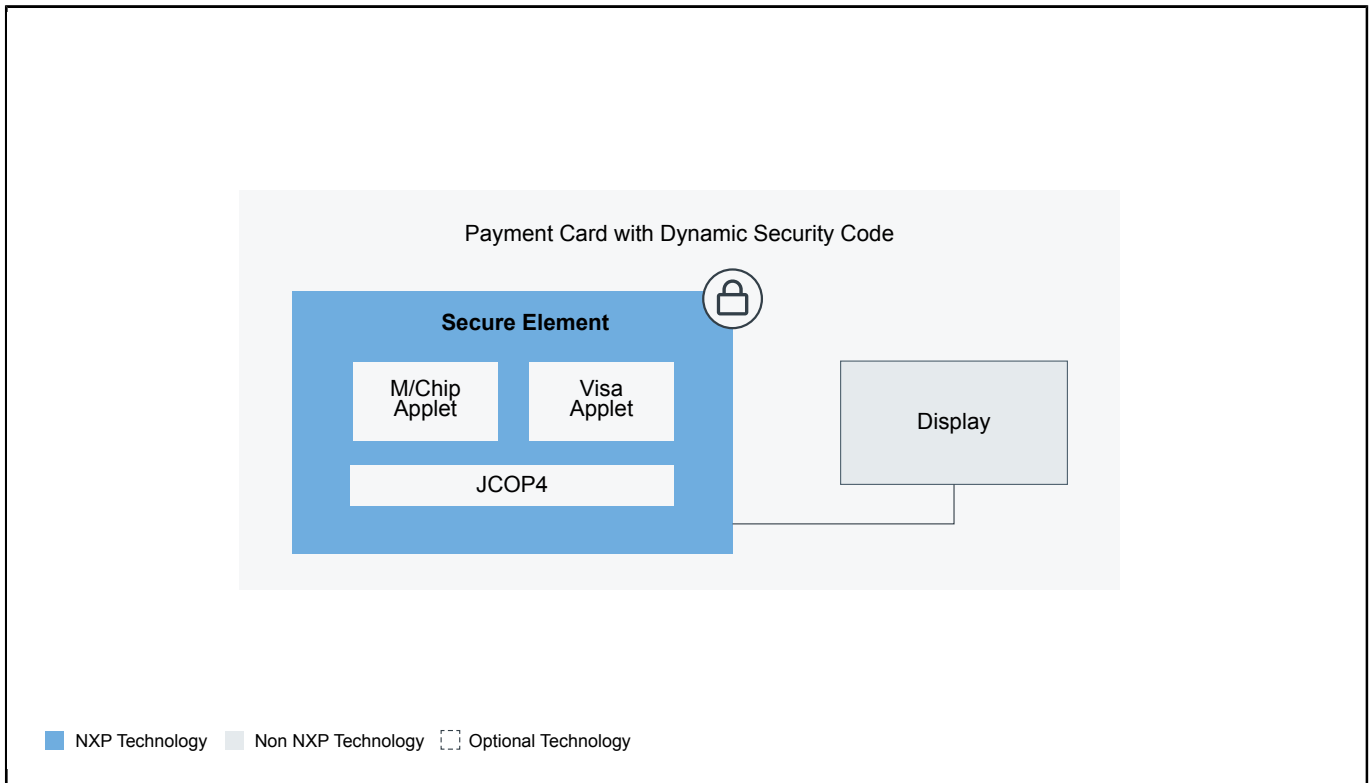 Payment Card with Dynamic Security Code
Secure Element
M/Chip
Applet
Visa
Applet
JCOP4
Display
NXP Technology
Non NXP Technology
Optional Technology